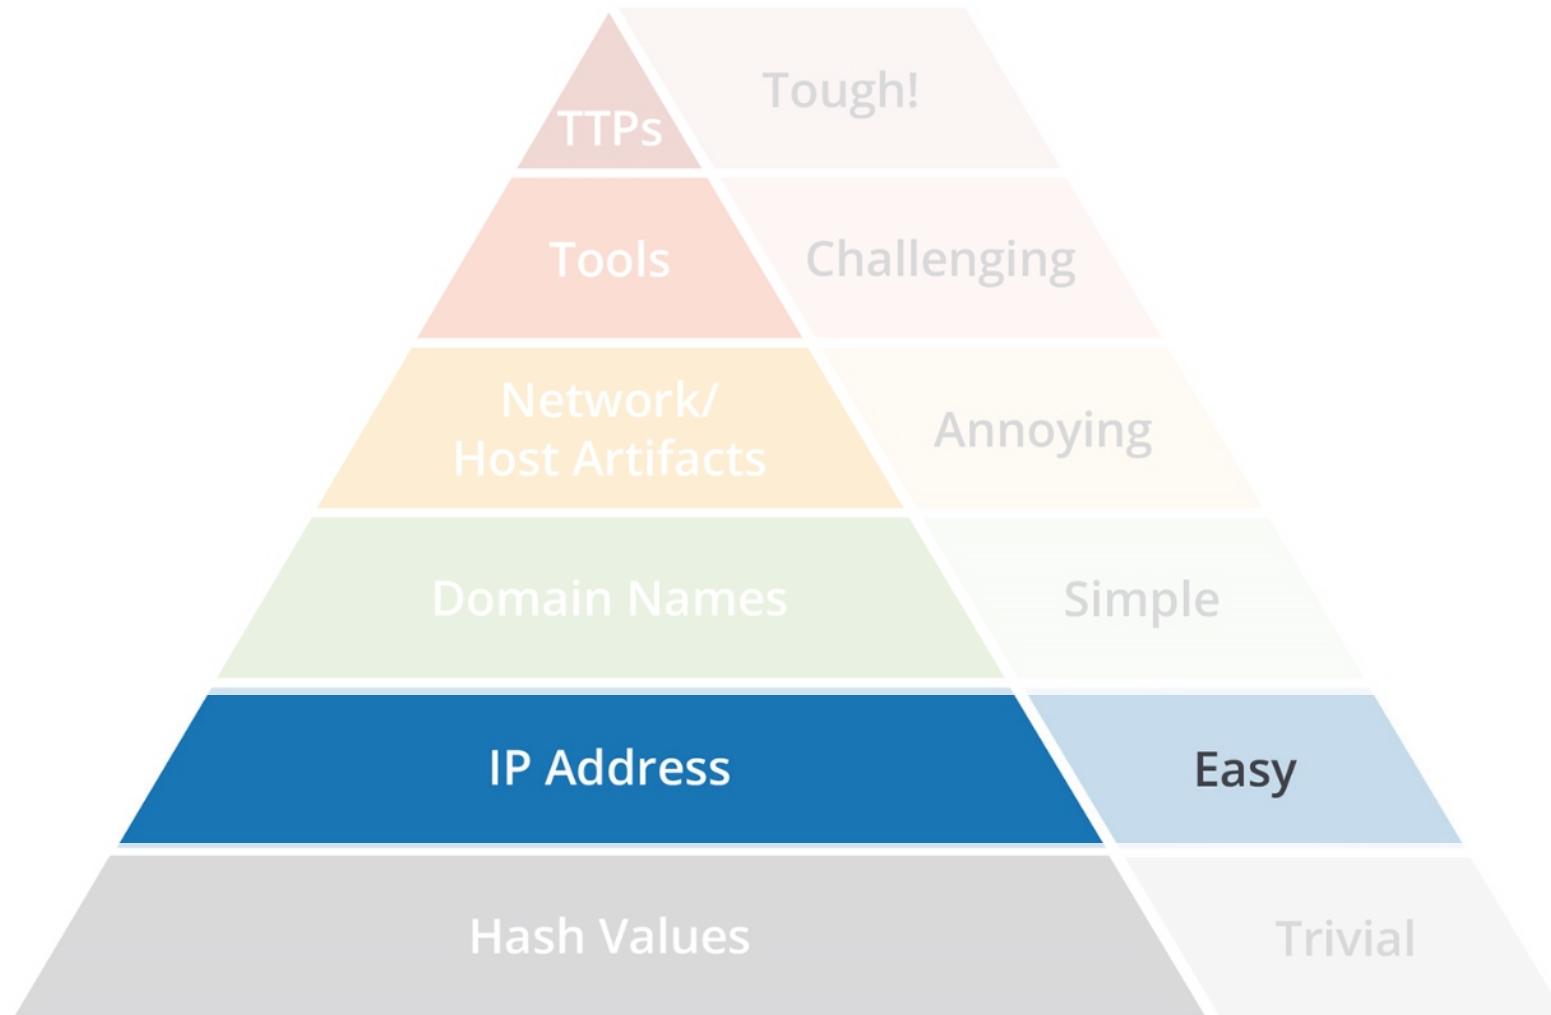 TTPs
Tough!
Tools
Challenging
Network/
Host Artifacts
Annoying
Domain Names
Simple
IP Address
Easy
Hash Values
Trivial